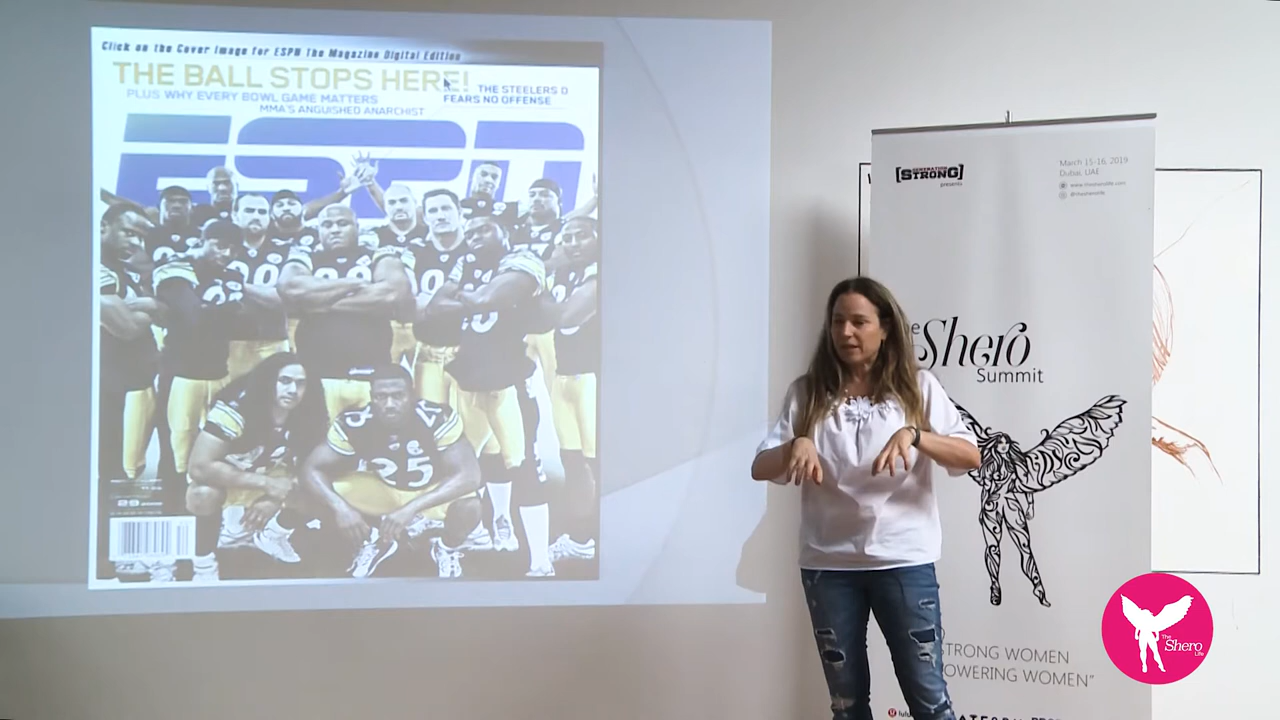 Click on the Cover Image for ESPN The Magazine Digital Edition
THE BALL STOPS HERE!
PLUS WHY EVERY BOWL GAME MATTERS
MMA'S ANGUISHED ANARCHIST
THE STEELERS D
FEARS NO OFFENSE
ESPN
25
[GENERATION
STRONG]
presents
March 15-16, 2019
Dubai, UAE
Shero
Summit
STRONG WOMEN
OWERING WOMEN”
The
Shero
Life